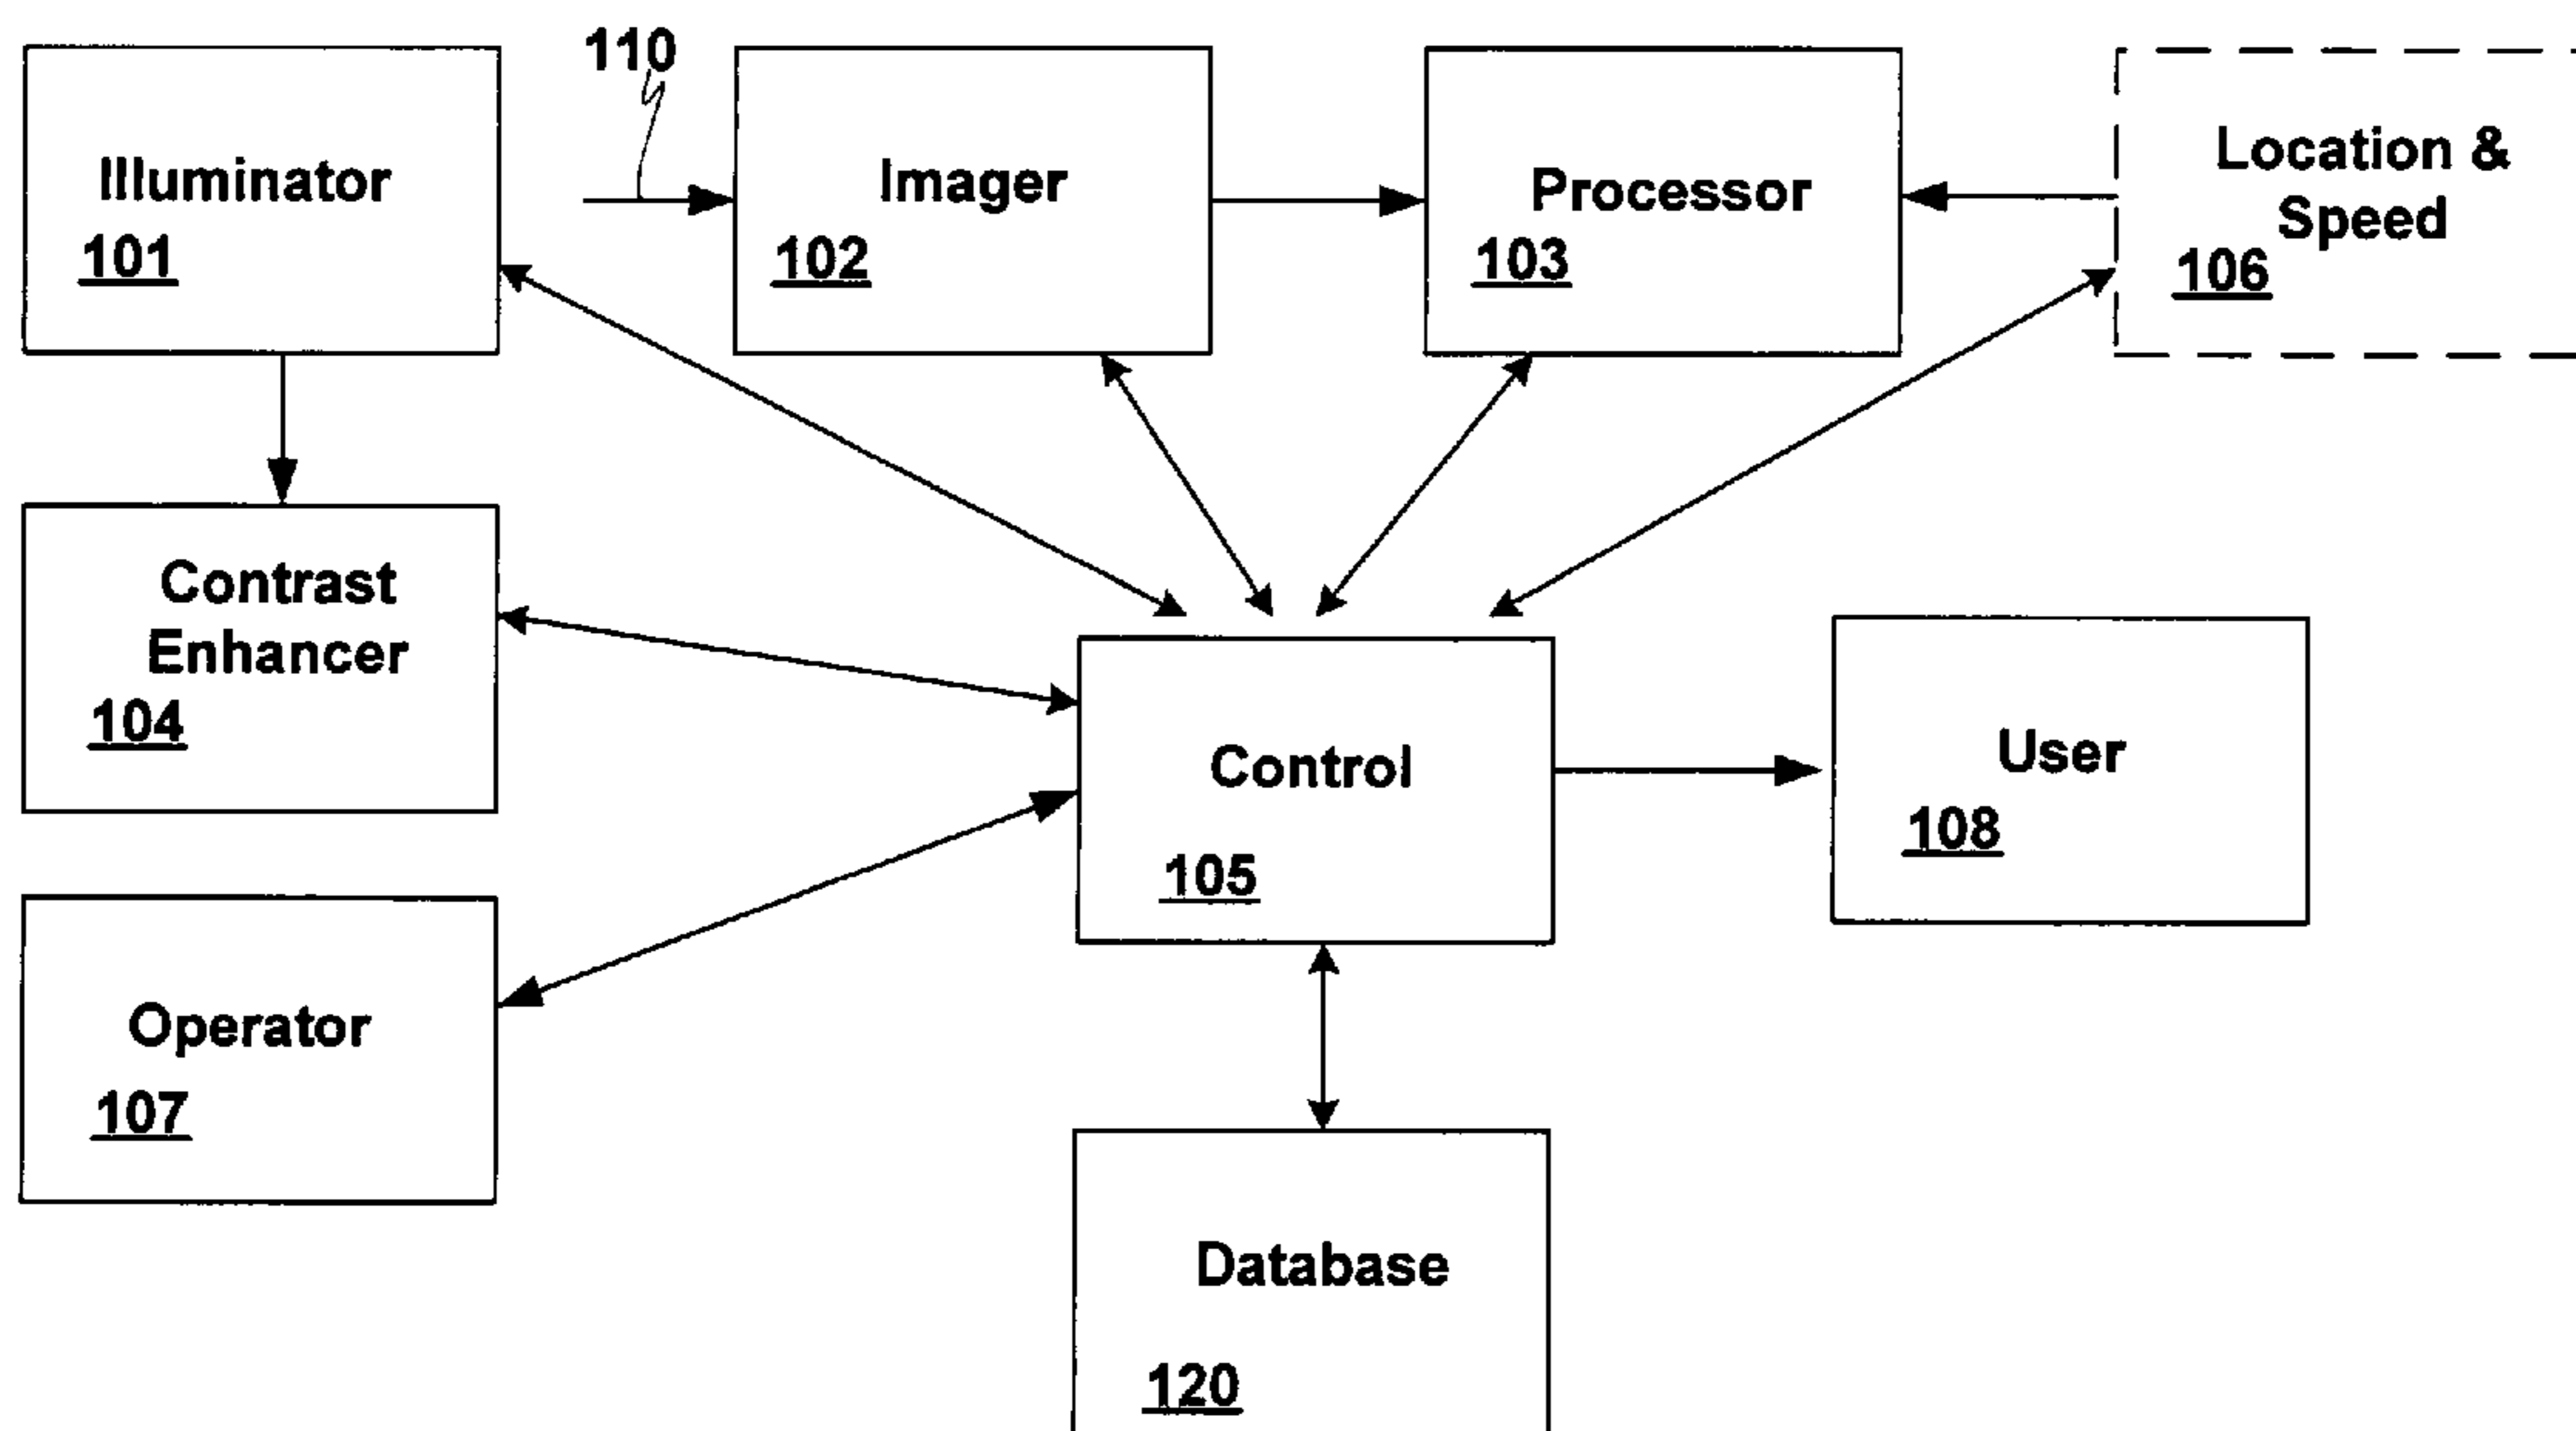 110
Illuminator
101
Imager
102
Processor
103
Location &
Speed
106
Contrast
Enhancer
104
Control
105
User
108
Operator
107
Database
120